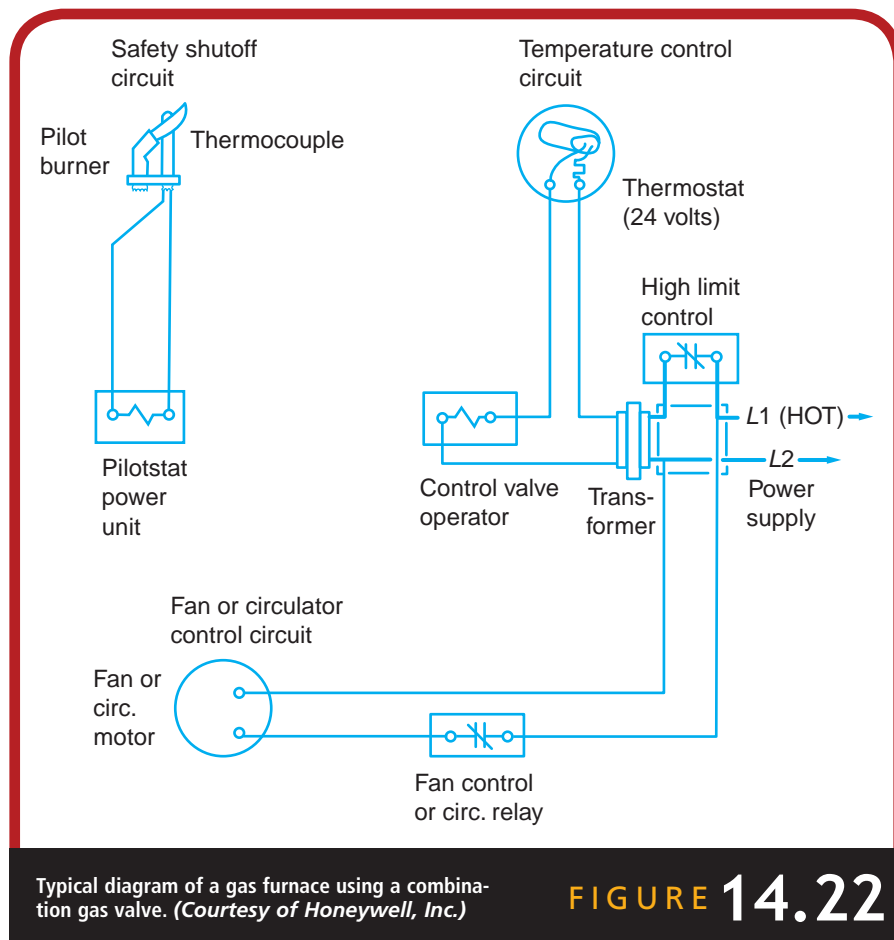 Safety shutoff
circuit
Temperature control
circuit
Pilot
burner
Thermocouple
Thermostat
(24 volts)
High limit
control
L1 (HOT)
L2
Power
supply
Pilotstat
power
unit
Control valve
operator
Trans-
former
Fan or circulator
control circuit
Fan or
circ.
motor
Fan control
or circ. relay
Typical diagram of a gas furnace using a combina-
tion gas valve. (Courtesy of Honeywell, Inc.)
FIGURE 14.22